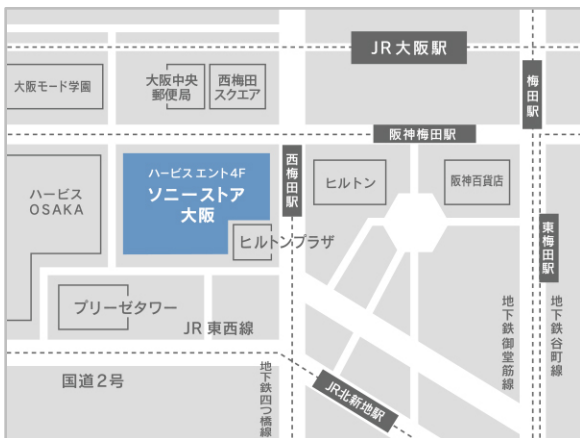 JR大阪駅
大阪モード学園
大阪中央
郵便局
西梅田
スクエア
梅田駅
阪神梅田駅
ハービス
OSAKA
ハービス エント4F
ソニーストア
大阪
西梅田駅
ヒルトン
阪神百貨店
ヒルトンプラザ
東梅田駅
ブリーゼタワー
JR東西線
地下鉄御堂筋線
地下鉄谷町線
国道2号
地下鉄四つ橋線
JR北新地駅